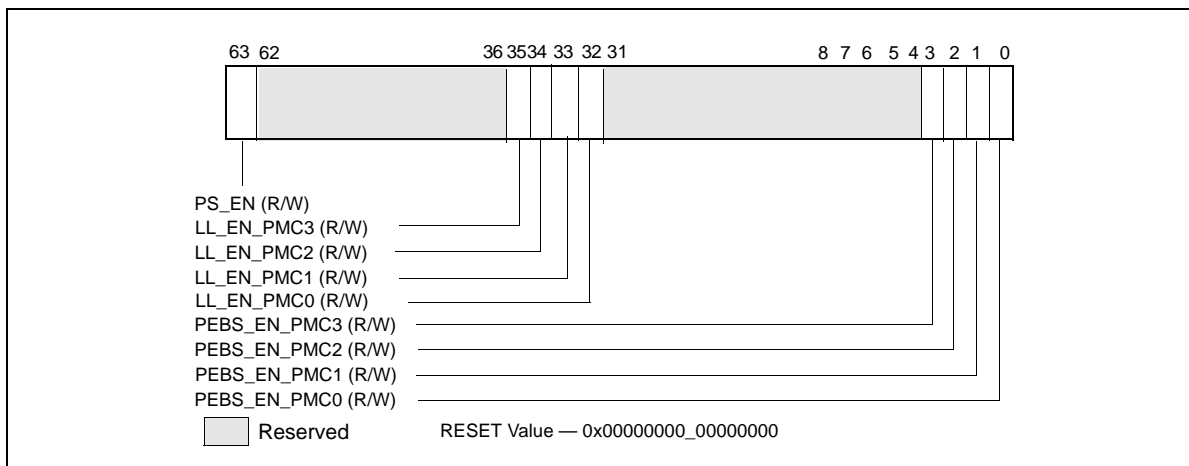 63 62 36 35 34 33 32 31 8 7 6 5 4 3 2 1 0
PS_EN (R/W)
LL_EN_PMC3 (R/W)
LL_EN_PMC2 (R/W)
LL_EN_PMC1 (R/W)
LL_EN_PMC0 (R/W)
PEBS_EN_PMC3 (R/W)
PEBS_EN_PMC2 (R/W)
PEBS_EN_PMC1 (R/W)
PEBS_EN_PMC0 (R/W)
Reserved RESET Value — 0x00000000_00000000